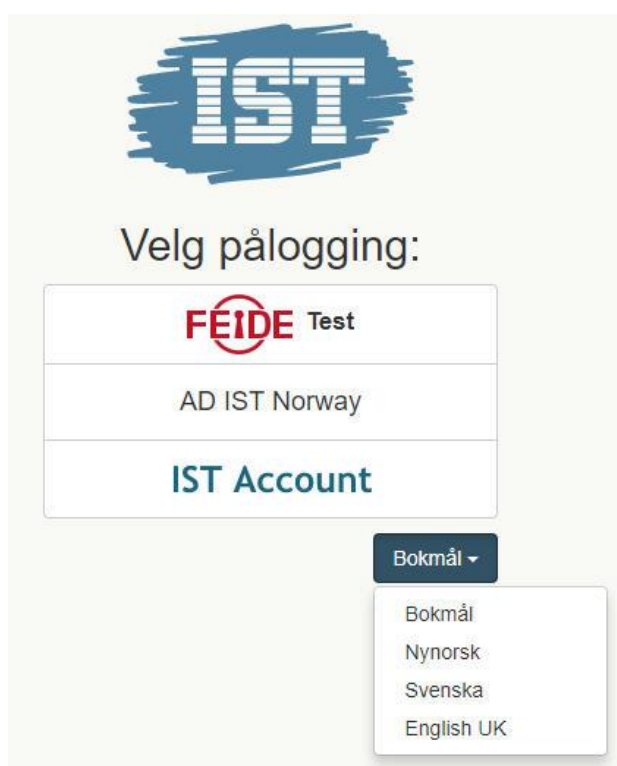 IST
Velg pålogging:
FEIDE Test
AD IST Norway
IST Account
Bokmål
Bokmål
Nynorsk
Svenska
English UK